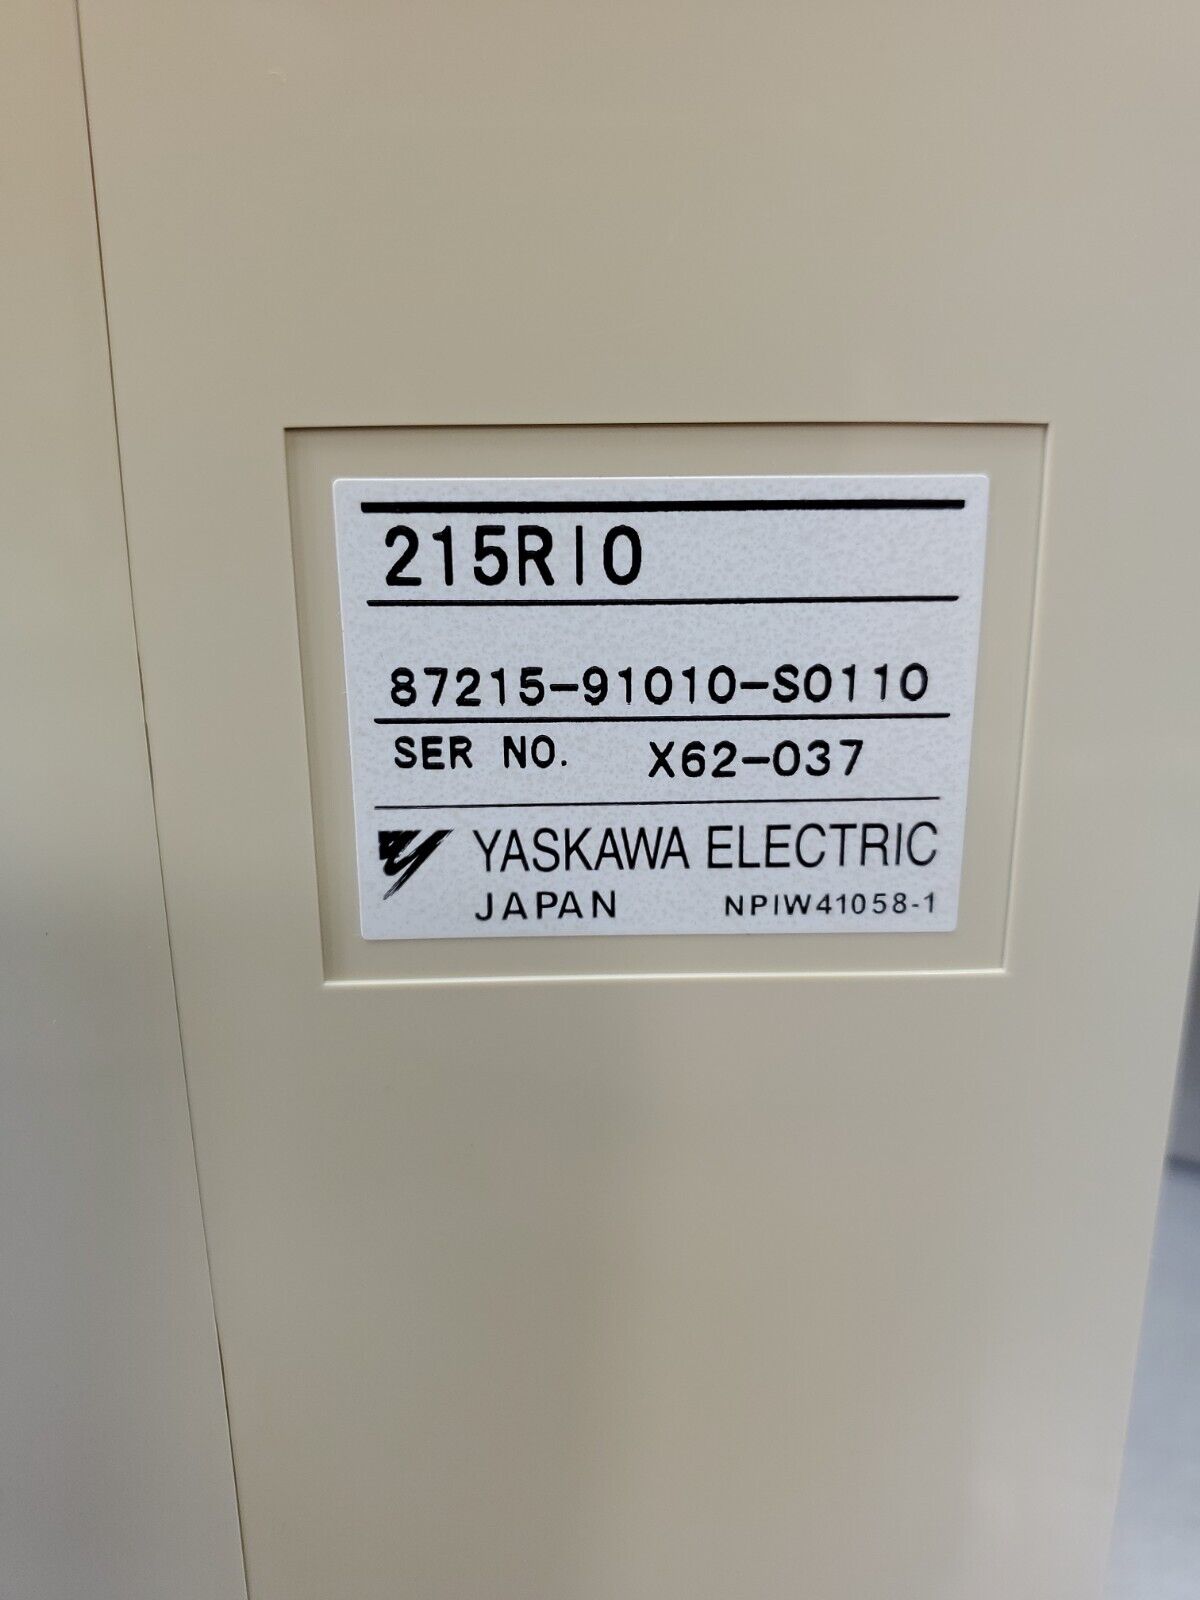 215RIO
87215-91010-S0110
SER NO. X62-037
YASKAWA ELECTRIC
JAPAN NPIW41058-1